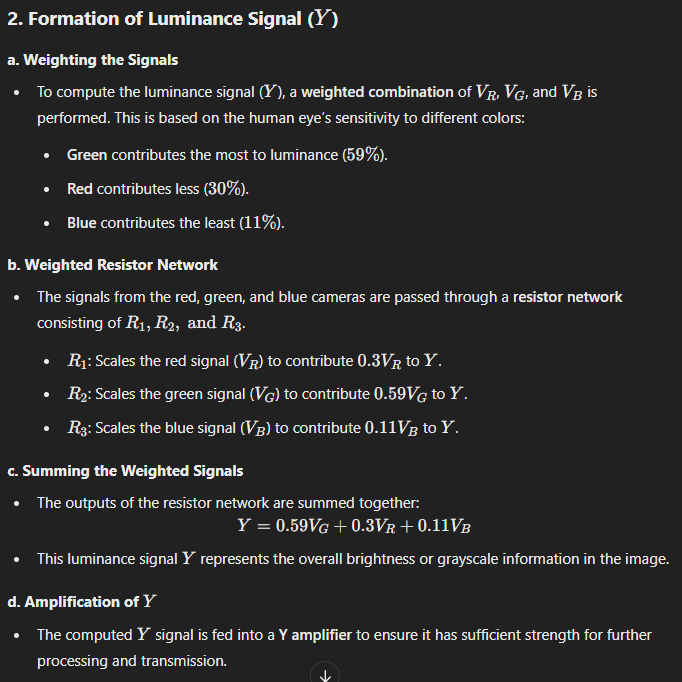 2. Formation of Luminance Signal (Y)
a. Weighting the Signals
• To compute the luminance signal (Y), a weighted combination of V_R, V_G, and V_B is
performed. This is based on the human eye's sensitivity to different colors:
• Green contributes the most to luminance (59%).
• Red contributes less (30%).
• Blue contributes the least (11%).
b. Weighted Resistor Network
• The signals from the red, green, and blue cameras are passed through a resistor network
consisting of R₁, R₂, and R₃.
• R₁: Scales the red signal (V_R) to contribute 0.3V_R to Y.
• R₂: Scales the green signal (V_G) to contribute 0.59V_G to Y.
• R₃: Scales the blue signal (V_B) to contribute 0.11V_B to Y.
c. Summing the Weighted Signals
• The outputs of the resistor network are summed together:
Y = 0.59V_G + 0.3V_R + 0.11V_B
• This luminance signal Y represents the overall brightness or grayscale information in the image.
d. Amplification of Y
• The computed Y signal is fed into a Y amplifier to ensure it has sufficient strength for further
processing and transmission.